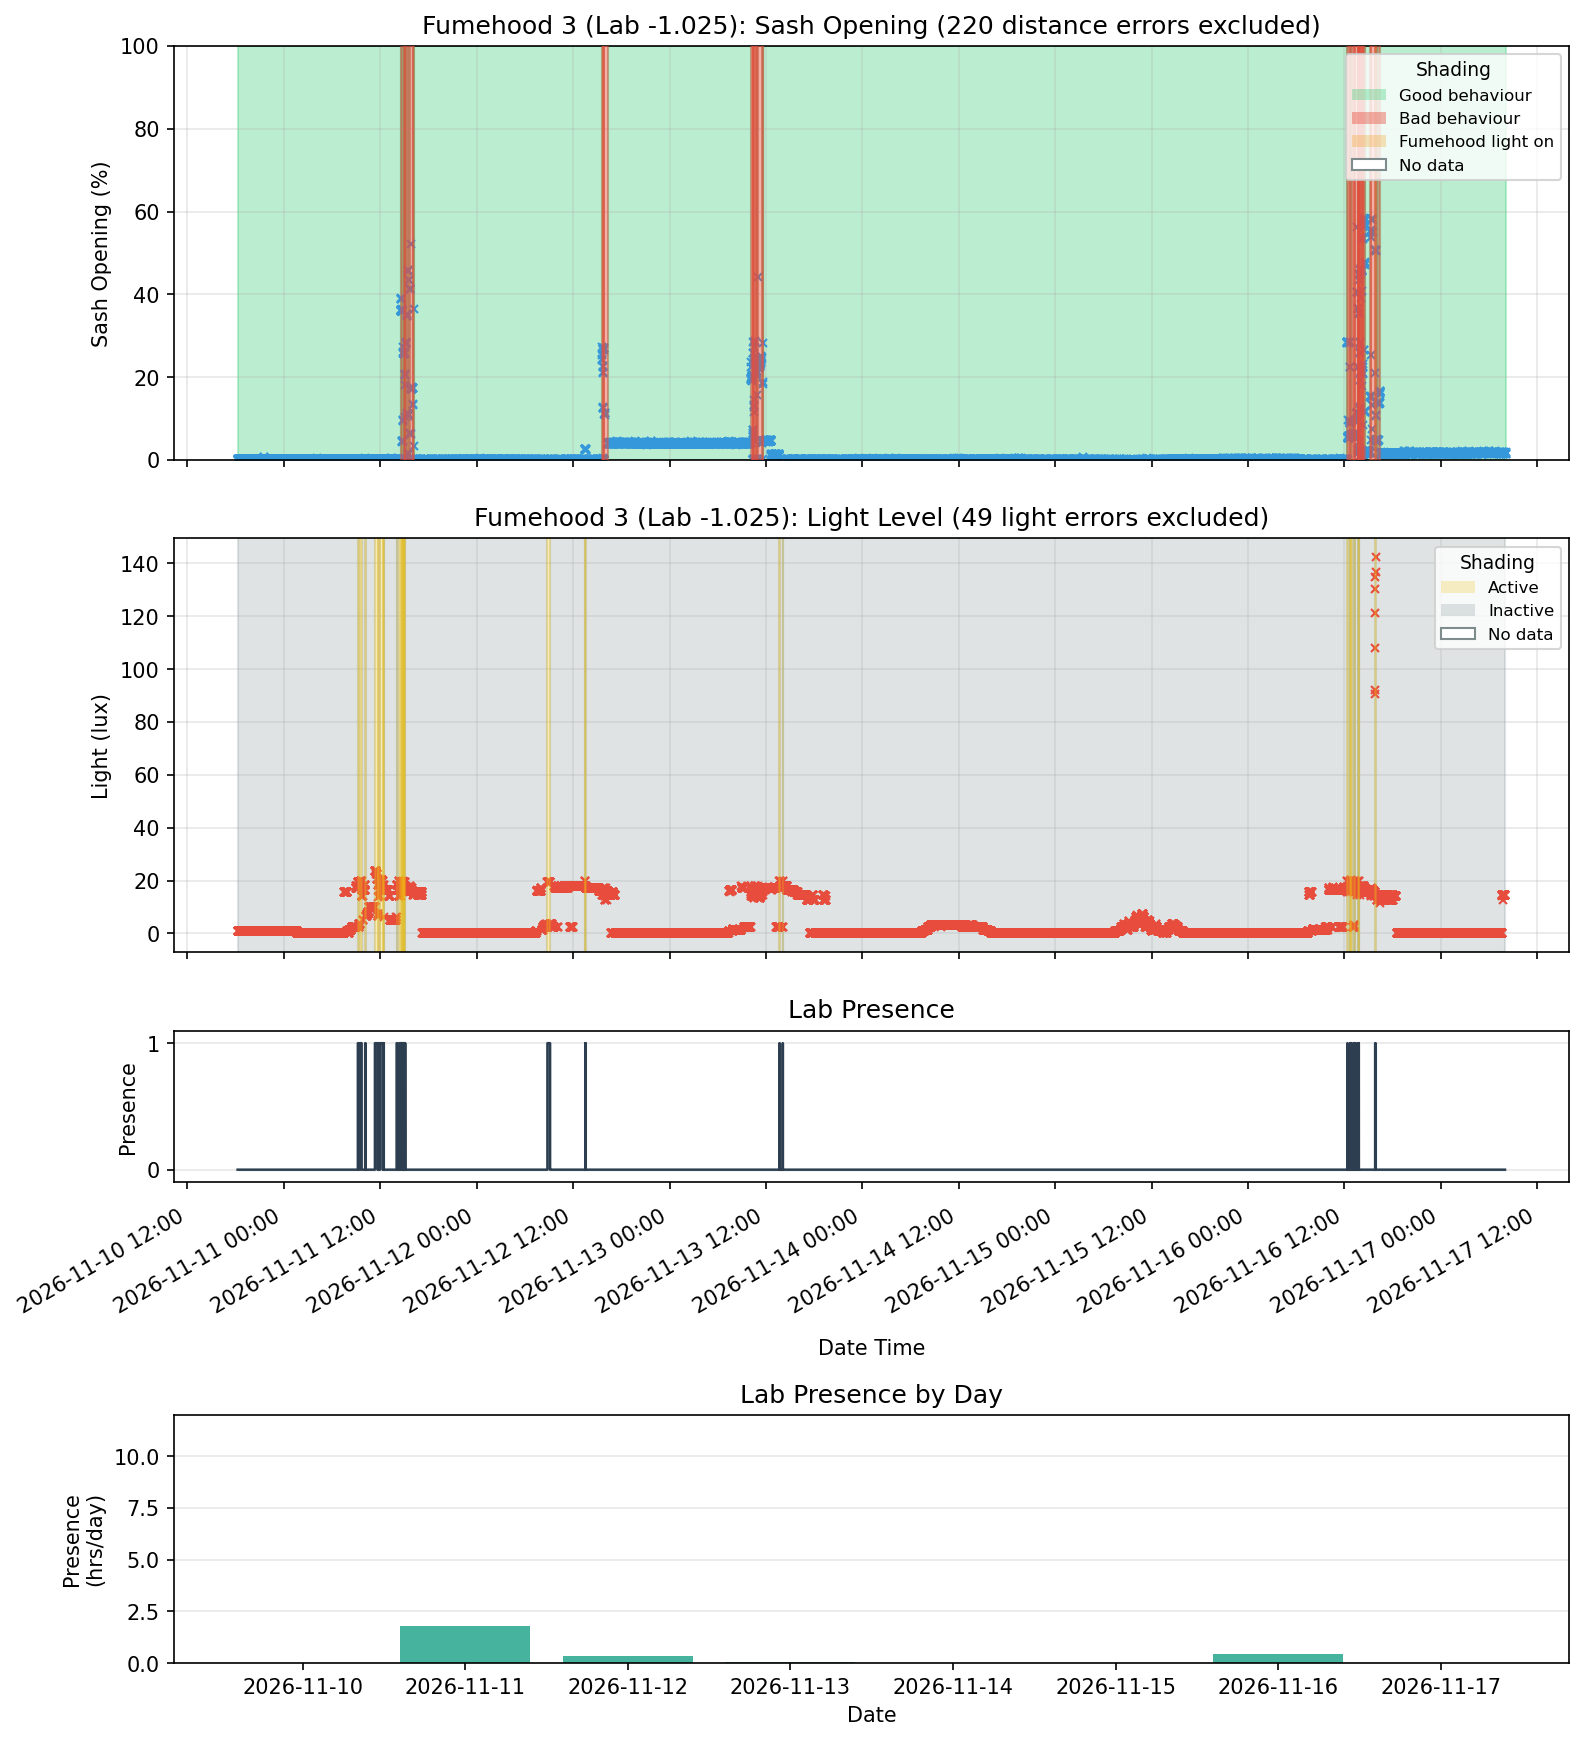 Fumehood 3 (Lab -1.025): Sash Opening (220 distance errors excluded)
Sash Opening (%)
100
80
60
40
20
0
Shading
Good behaviour
Bad behaviour
Fumehood light on
No data
Fumehood 3 (Lab -1.025): Light Level (49 light errors excluded)
Light (lux)
140
120
100
80
60
40
20
0
Shading
Active
Inactive
No data
Lab Presence
Presence
1
0
2026-11-10 12:00
2026-11-11 00:00
2026-11-11 12:00
2026-11-12 00:00
2026-11-12 12:00
2026-11-13 00:00
2026-11-13 12:00
2026-11-14 00:00
2026-11-14 12:00
2026-11-15 00:00
2026-11-15 12:00
2026-11-16 00:00
2026-11-16 12:00
2026-11-17 00:00
2026-11-17 12:00
Date Time
Lab Presence by Day
Presence
(hrs/day)
10.0
7.5
5.0
2.5
0.0
2026-11-10
2026-11-11
2026-11-12
2026-11-13
2026-11-14
2026-11-15
2026-11-16
2026-11-17
Date